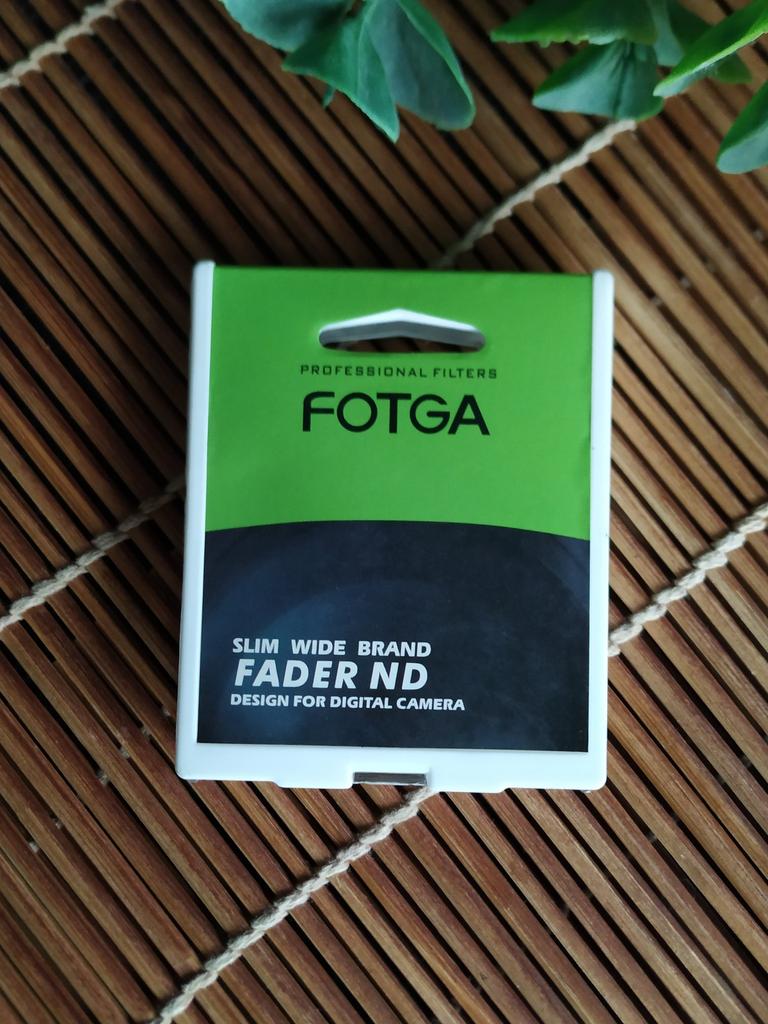 PROFESSIONAL FILTERS
FOTGA
SLIM WIDE BRAND
FADER ND
DESIGN FOR DIGITAL CAMERA